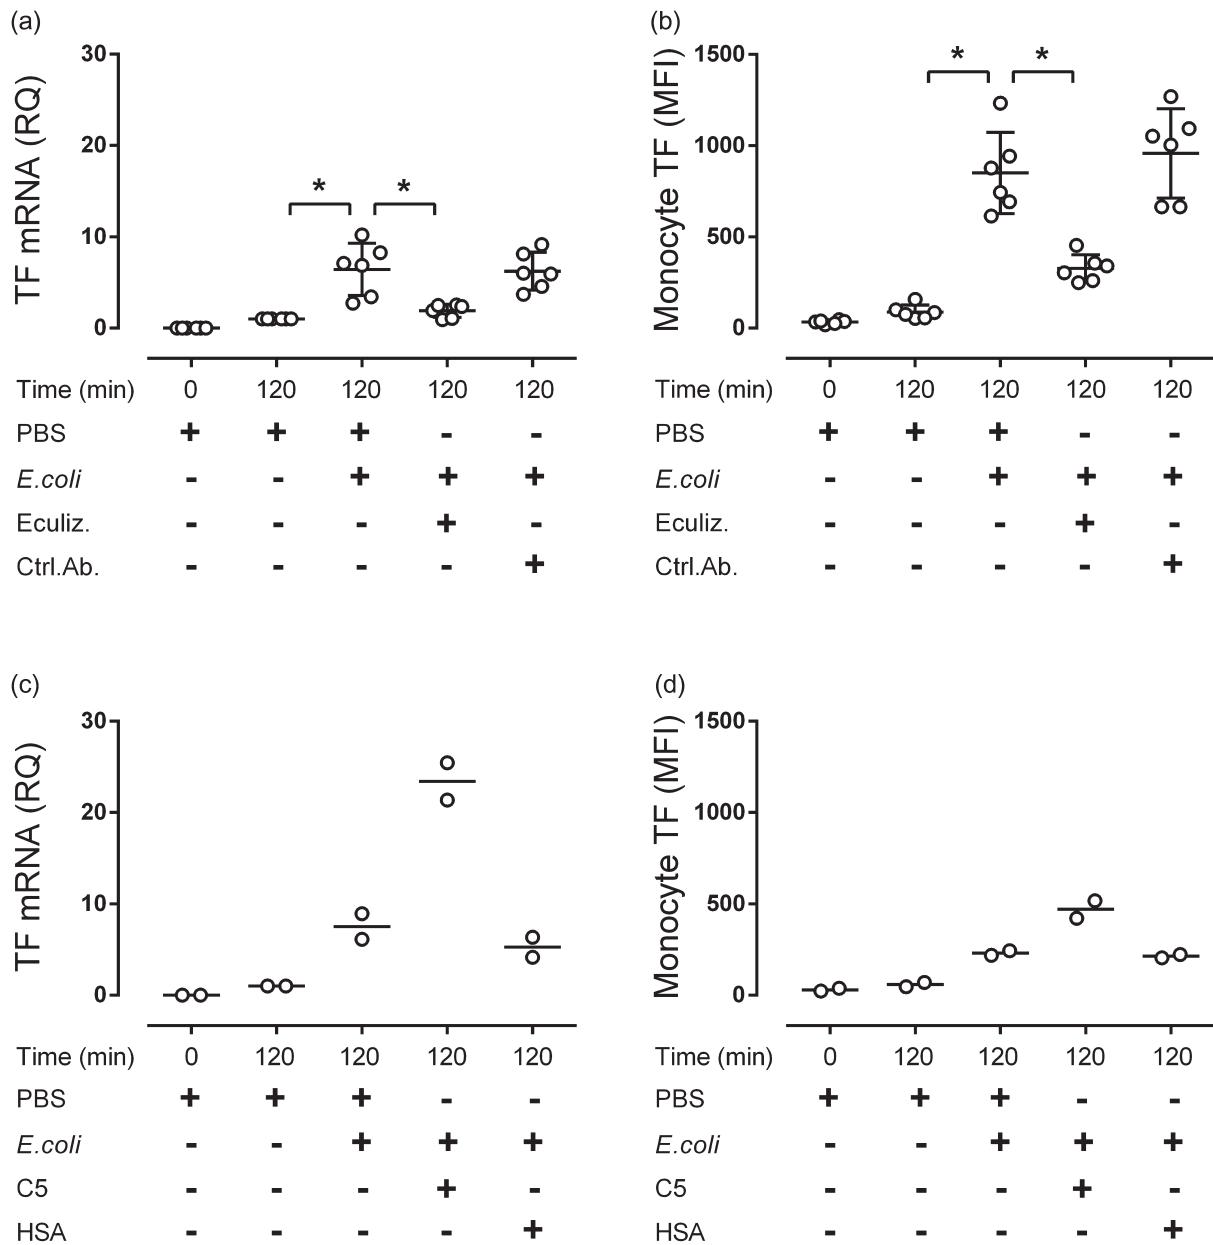 (a)
TF mRNA (RQ)
30
20
10
0
* *
Time (min) 0 120 120 120 120
PBS + + + - -
E.coli - - + + +
Eculiz. - - - + -
Ctrl.Ab. - - - - +
(b)
Monocyte TF (MFI)
1500
1000
500
0
* *
Time (min) 0 120 120 120 120
PBS + + + - -
E.coli - - + + +
Eculiz. - - - + -
Ctrl.Ab. - - - - +
(c)
TF mRNA (RQ)
30
20
10
0
Time (min) 0 120 120 120 120
PBS + + + - -
E.coli - - + + +
C5 - - - + -
HSA - - - - +
(d)
Monocyte TF (MFI)
1500
1000
500
0
Time (min) 0 120 120 120 120
PBS + + + - -
E.coli - - + + +
C5 - - - + -
HSA - - - - +